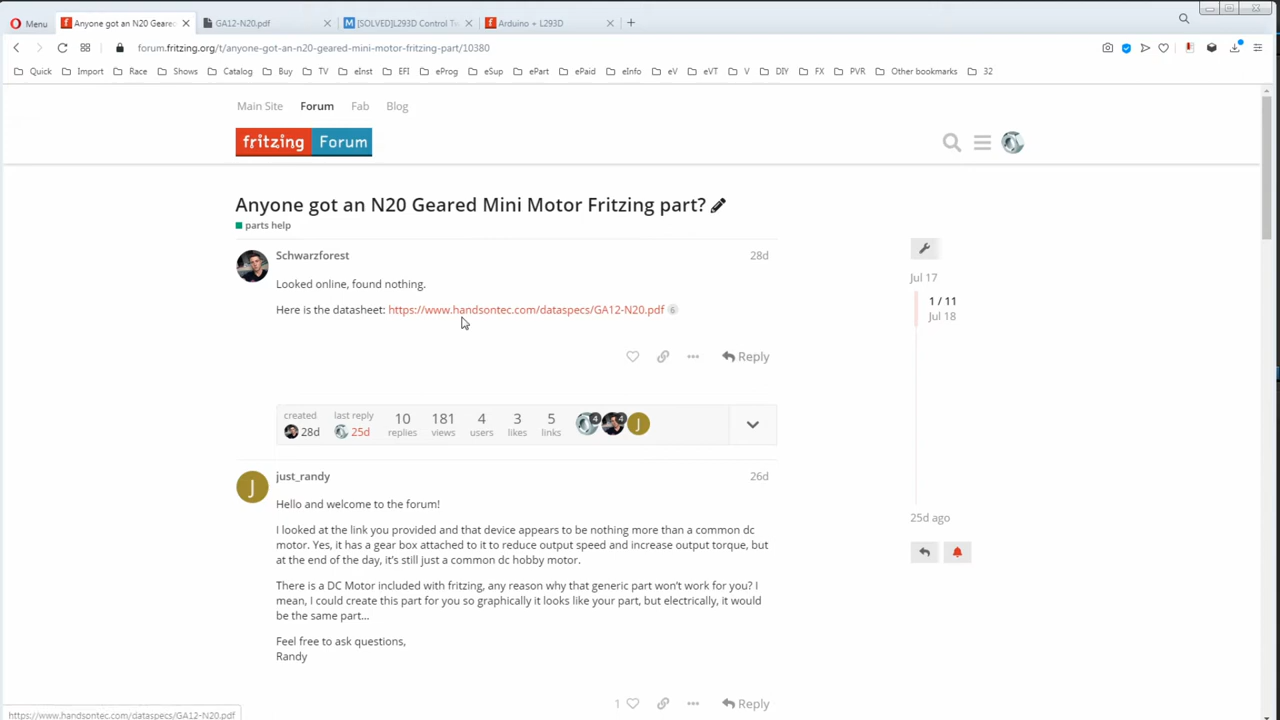 Menu
Anyone got an N20 Geared
GA12-N20.pdf
[SOLVED]L293D Control T
Arduino + L293D
forum.fritzing.org/t/anyone-got-an-n20-geared-mini-motor-fritzing-part/10380
Quick Import Race Shows Catalog Buy TV eInst EFI eProg eSup ePart ePaid eInfo eV eVT V DIY FX PVR Other bookmarks 32
Main Site Forum Fab Blog
fritzing Forum
Anyone got an N20 Geared Mini Motor Fritzing part?
parts help
Schwarzforest 28d
Looked online, found nothing.
Here is the datasheet: https://www.handsontec.com/dataspecs/GA12-N20.pdf 6
Reply
created last reply 10 181 4 3 5
28d 25d replies views users likes links
4 4 J
just_randy 26d
J
Hello and welcome to the forum!
I looked at the link you provided and that device appears to be nothing more than a common dc
motor. Yes, it has a gear box attached to it to reduce output speed and increase output torque, but
at the end of the day, it's still just a common dc hobby motor.
There is a DC Motor included with fritzing, any reason why that generic part won't work for you? I
mean, I could create this part for you so graphically it looks like your part, but electrically, it would
be the same part...
Feel free to ask questions,
Randy
1 Reply
Jul 17
1 / 11
Jul 18
25d ago
https://www.handsontec.com/dataspecs/GA12-N20.pdf